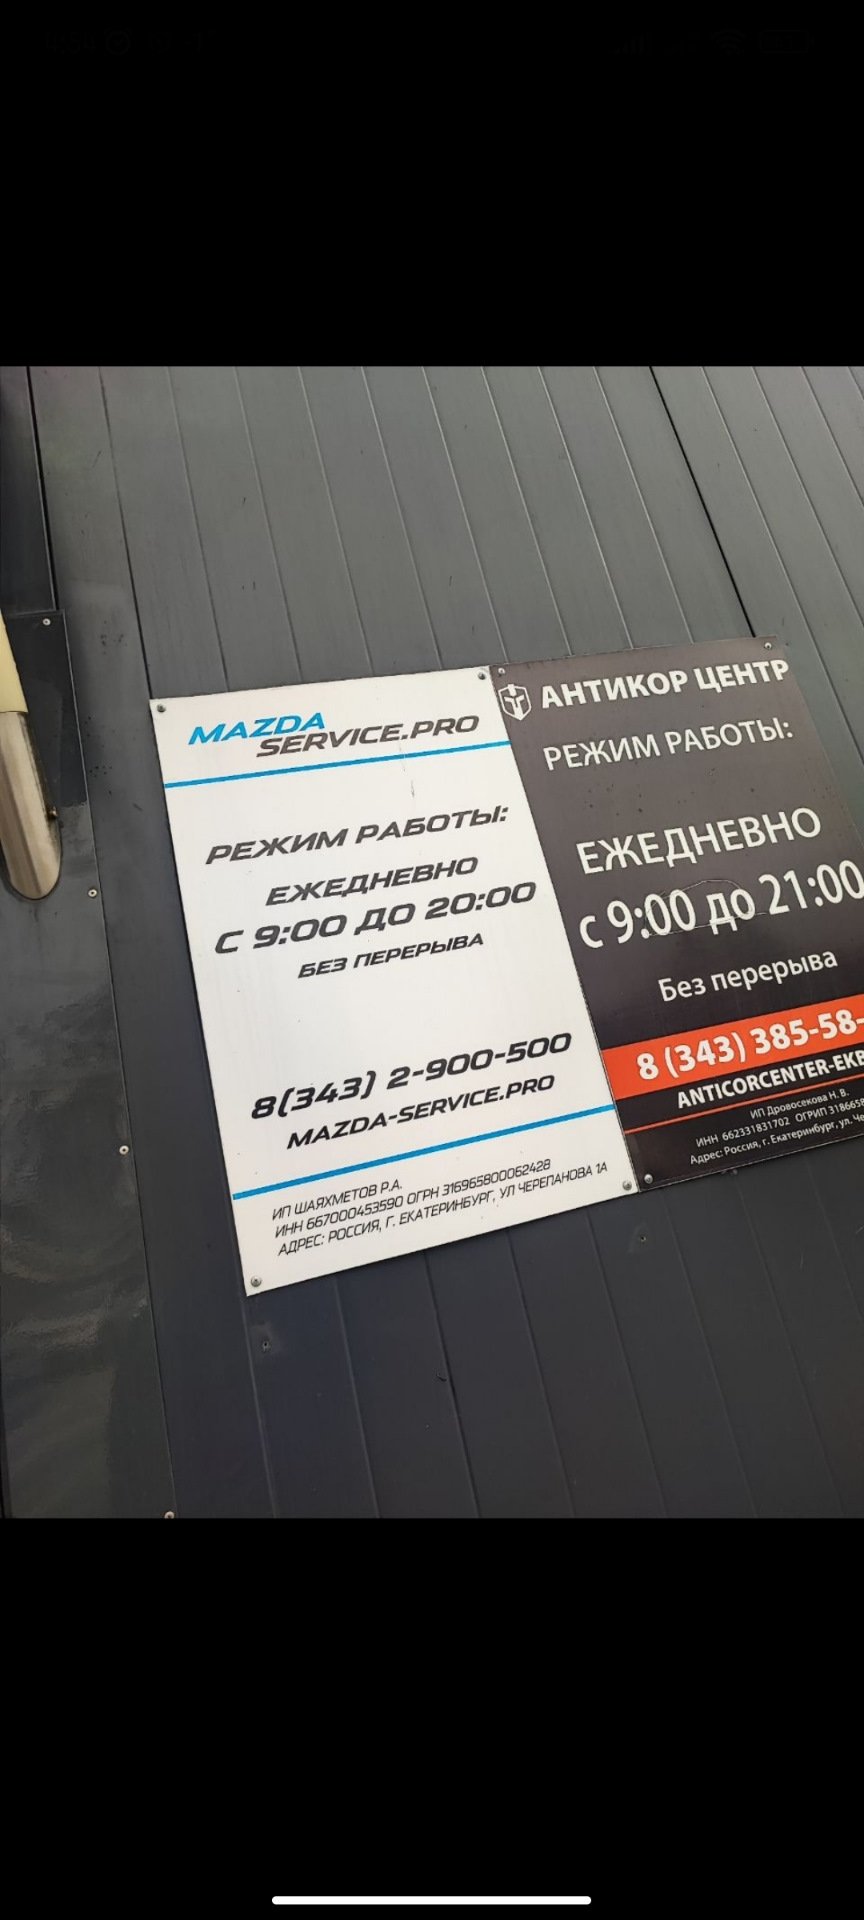 MAZDA
SERVICE.PRO
РЕЖИМ РАБОТЫ:
ЕЖЕДНЕВНО
С 9:00 ДО 20:00
БЕЗ ПЕРЕРЫВА
8(343) 2-900-500
MAZDA-SERVICE.PRO
ИП ШАЯХМЕТОВ Р.А.
ИНН 667000453590 ОГРН 316965800062428
АДРЕС: РОССИЯ, Г. ЕКАТЕРИНБУРГ, УЛ ЧЕРЕПАНОВА 1А
АНТИКОР ЦЕНТР
РЕЖИМ РАБОТЫ:
ЕЖЕДНЕВНО
с 9:00 до 21:00
Без перерыва
8 (343) 385-58-
ANTICORCENTER-EKB
ИП Дровосекова Н. В.
ИНН 662331831702 ОГРИП 3186658
Адрес: Россия, г. Екатеринбург, ул. Че